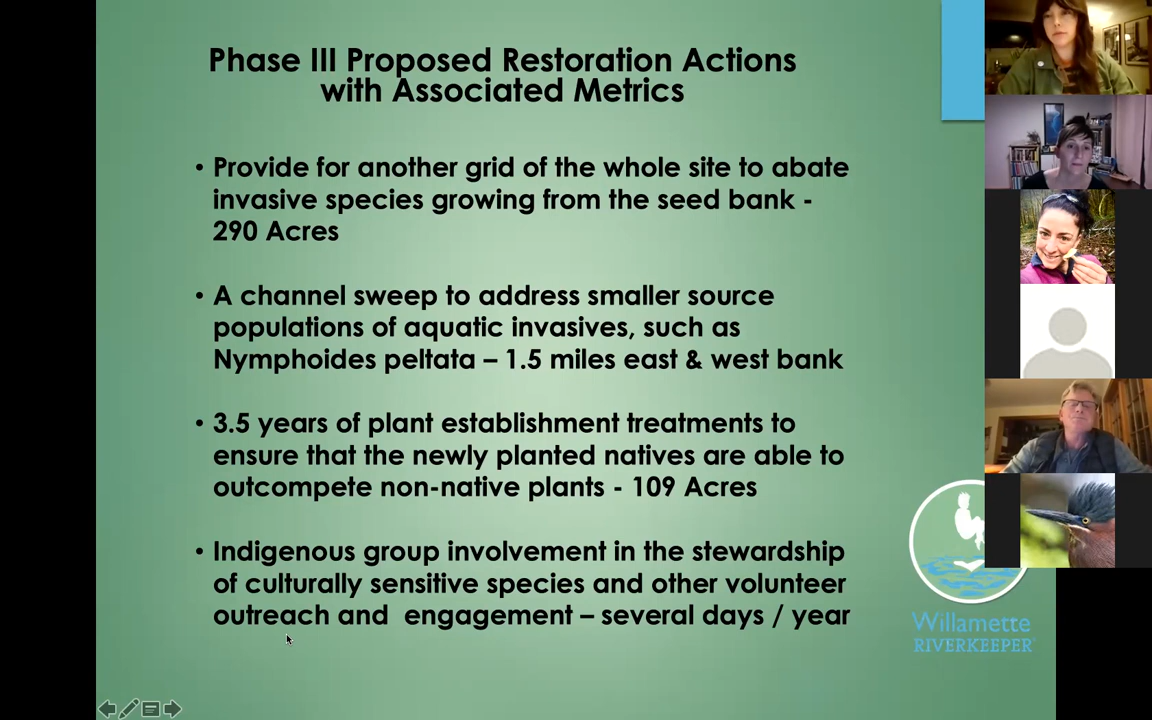 Phase III Proposed Restoration Actions
with Associated Metrics
• Provide for another grid of the whole site to abate
invasive species growing from the seed bank -
290 Acres
• A channel sweep to address smaller source
populations of aquatic invasives, such as
Nymphoides peltata – 1.5 miles east & west bank
• 3.5 years of plant establishment treatments to
ensure that the newly planted natives are able to
outcompete non-native plants - 109 Acres
• Indigenous group involvement in the stewardship
of culturally sensitive species and other volunteer
outreach and  engagement – several days / year
Willamette
RIVERKEEPER